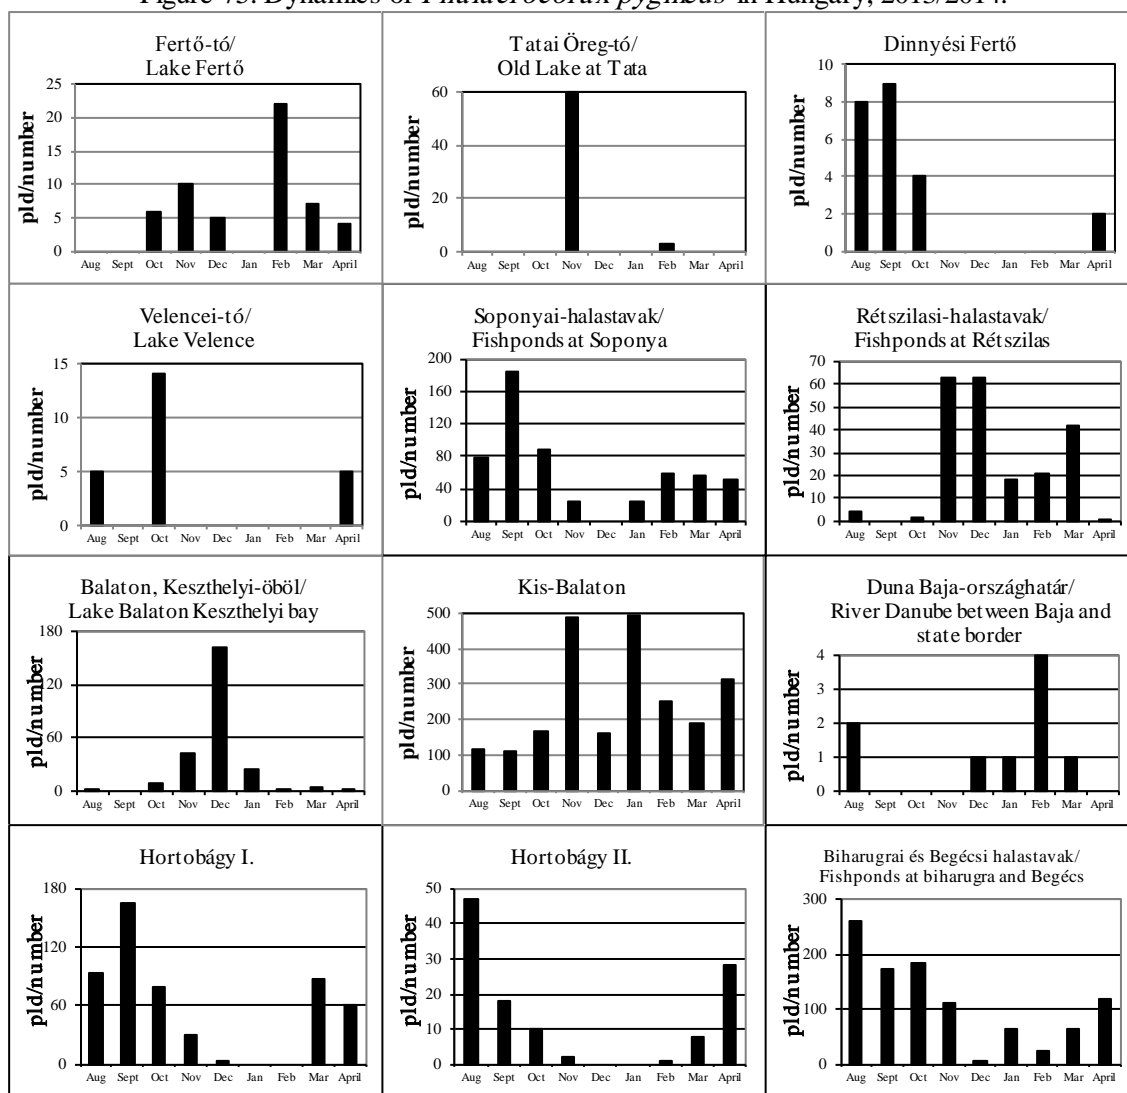 Dynamics of Phalacrocorax pygmeus in Hungary, 2013/2014.
Fertő-tó/
Lake Fertő
pld/number
25
20
15
10
5
0
Aug Sept Oct Nov Dec Jan Feb Mar April
Tatai Öreg-tó/
Old Lake at Tata
pld/number
60
40
20
0
Aug Sept Oct Nov Dec Jan Feb Mar April
Dinnyési Fertő
pld/number
10
8
6
4
2
0
Aug Sept Oct Nov Dec Jan Feb Mar April
Velencei-tó/
Lake Velence
pld/number
15
10
5
0
Aug Sept Oct Nov Dec Jan Feb Mar April
Soponyai-halastavak/
Fishponds at Soponya
pld/number
200
160
120
80
40
0
Aug Sept Oct Nov Dec Jan Feb Mar April
Rétszilasi-halastavak/
Fishponds at Rétszilas
pld/number
70
60
50
40
30
20
10
0
Aug Sept Oct Nov Dec Jan Feb Mar April
Balaton, Keszthelyi-öböl/
Lake Balaton Keszthelyi bay
pld/number
180
120
60
0
Aug Sept Oct Nov Dec Jan Feb Mar April
Kis-Balaton
pld/number
500
400
300
200
100
0
Aug Sept Oct Nov Dec Jan Feb Mar April
Duna Baja-országhatár/
River Danube between Baja and
state border
pld/number
4
3
2
1
0
Aug Sept Oct Nov Dec Jan Feb Mar April
Hortobágy I.
pld/number
180
120
60
0
Aug Sept Oct Nov Dec Jan Feb Mar April
Hortobágy II.
pld/number
50
40
30
20
10
0
Aug Sept Oct Nov Dec Jan Feb Mar April
Biharugrai és Begécsi halastavak/
Fishponds at biharugra and Begécs
pld/number
300
200
100
0
Aug Sept Oct Nov Dec Jan Feb Mar April